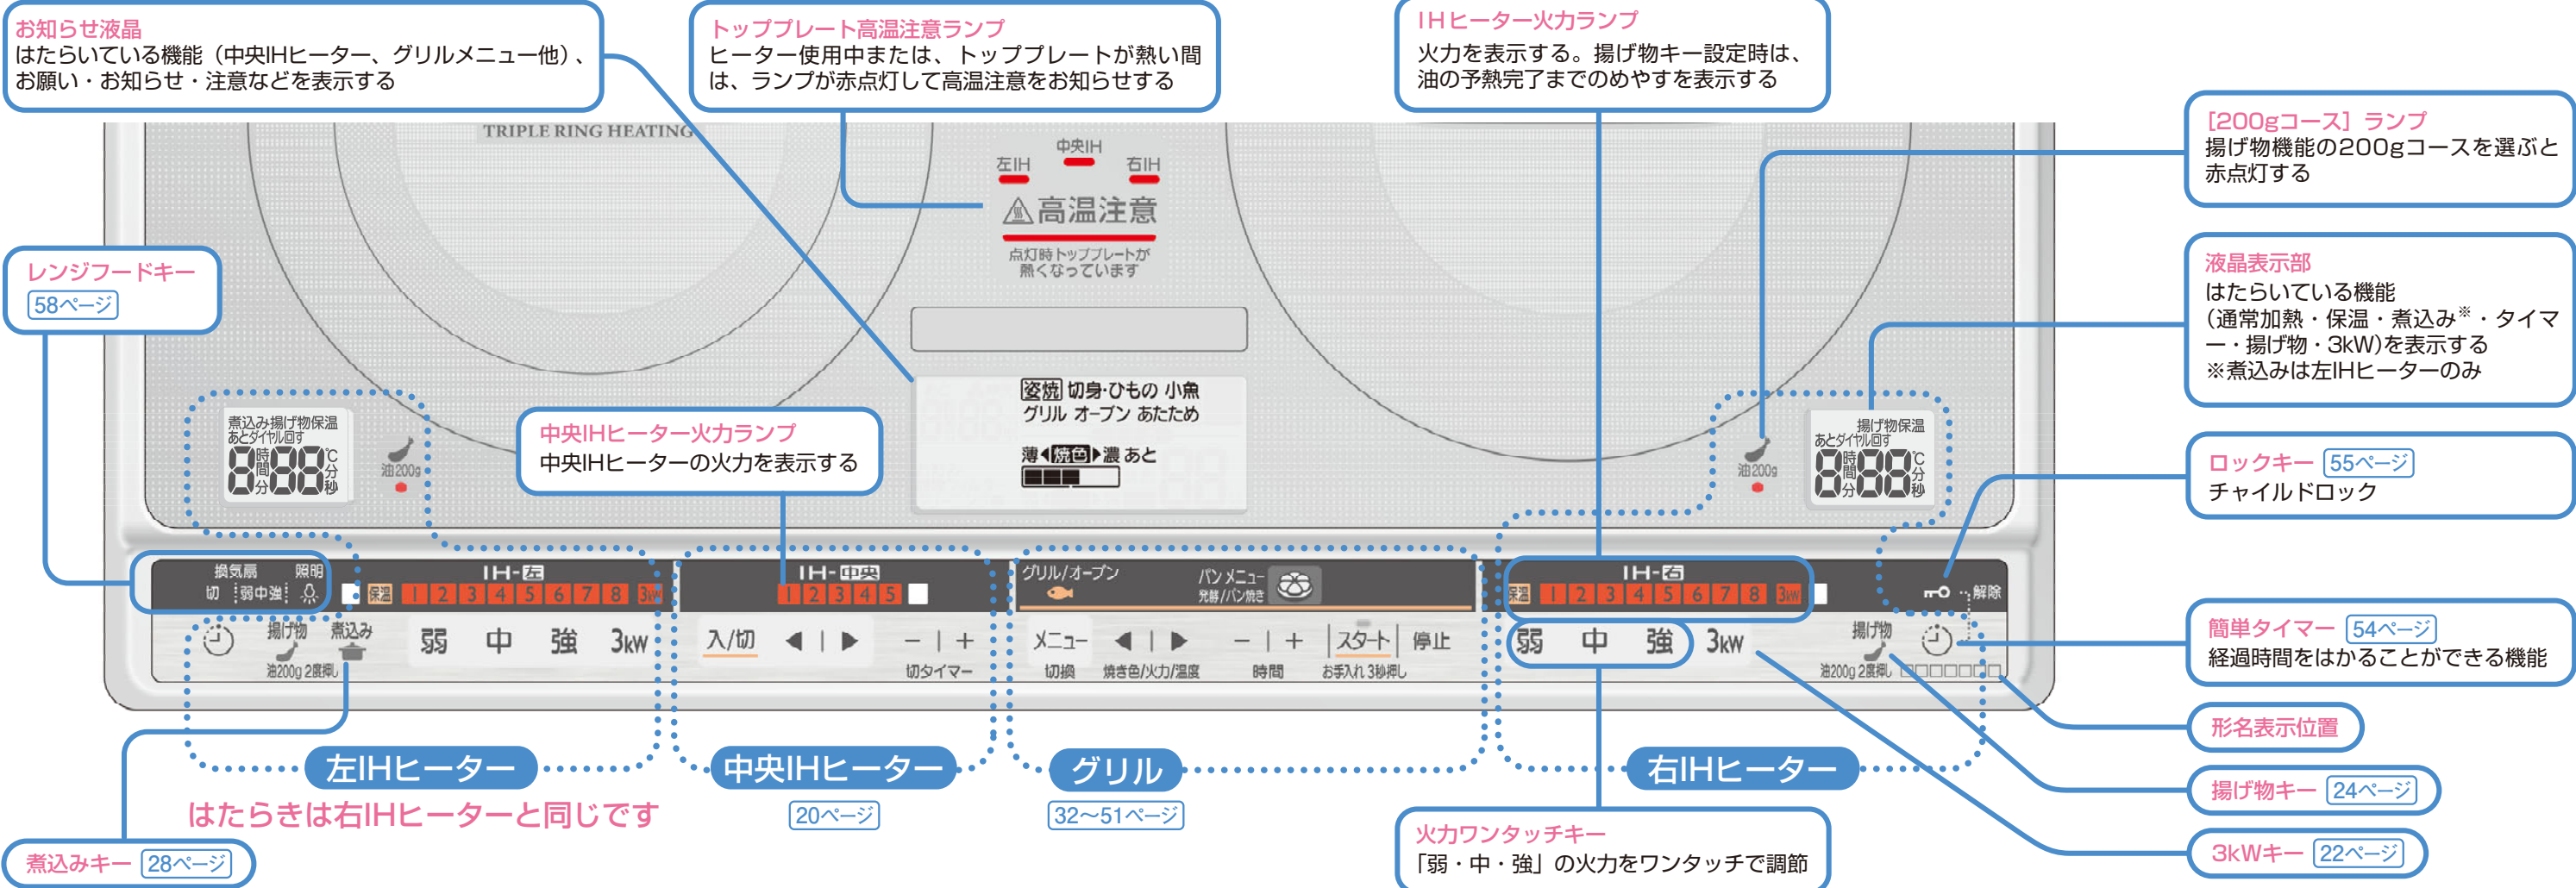 お知らせ液晶
はたらいている機能（中央IHヒーター、グリルメニュー他）、
お願い・お知らせ・注意などを表示する
トッププレート高温注意ランプ
ヒーター使用中または、トッププレートが熱い間
は、ランプが赤点灯して高温注意をお知らせする
IHヒーター火力ランプ
火力を表示する。揚げ物キー設定時は、
油の予熱完了までのめやすを表示する
[200gコース] ランプ
揚げ物機能の200gコースを選ぶと
赤点灯する
TRIPLE RING HEATING
中央IH
左IH 右IH
高温注意
点灯時トッププレートが
熱くなっています
レンジフードキー
58ページ
液晶表示部
はたらいている機能
（通常加熱・保温・煮込み※・タイマ
ー・揚げ物・3kW)を表示する
※煮込みは左IHヒーターのみ
姿焼 切身・ひもの 小魚
グリル オーブン あたため
薄 焼色 濃 あと
煮込み揚げ物保温
あとダイヤル回す
8時間分88℃分秒
油200g
中央IHヒーター火力ランプ
中央IHヒーターの火力を表示する
油200g
揚げ物保温
あとダイヤル回す
8時間分88℃分秒
ロックキー 55ページ
チャイルドロック
換気扇 照明
切 弱中強
IH-左
保温 1 2 3 4 5 6 7 8 3kW
IH-中央
1 2 3 4 5
グリル/オーブン
パンメニュー
発酵/パン焼き
IH-右
保温 1 2 3 4 5 6 7 8 3kW
解除
揚げ物 煮込み
油200g 2度押し
弱 中 強 3kW
入/切 ◀ | ▶ − | +
切タイマー
メニュー ◀ | ▶ − | + スタート 停止
切換 焼き色/火力/温度 時間 お手入れ 3秒押し
弱 中 強 3kW
揚げ物
油200g 2度押し
□□□□□□□
簡単タイマー 54ページ
経過時間をはかることができる機能
形名表示位置
左IHヒーター
はたらきは右IHヒーターと同じです
中央IHヒーター
20ページ
グリル
32〜51ページ
右IHヒーター
揚げ物キー 24ページ
火力ワンタッチキー
「弱・中・強」の火力をワンタッチで調節
煮込みキー 28ページ
3kWキー 22ページ